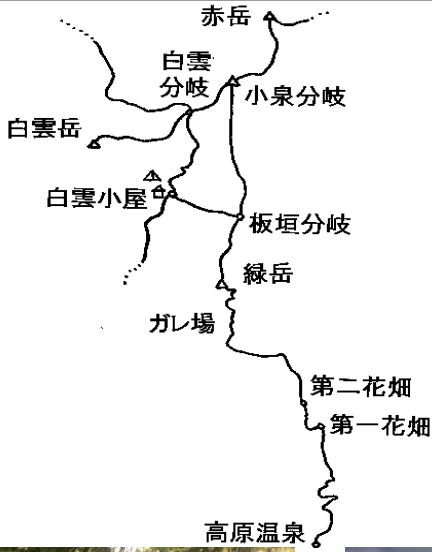 赤岳
白雲
分岐
小泉分岐
白雲岳
白雲小屋
板垣分岐
緑岳
ガレ場
第二花畑
第一花畑
高原温泉